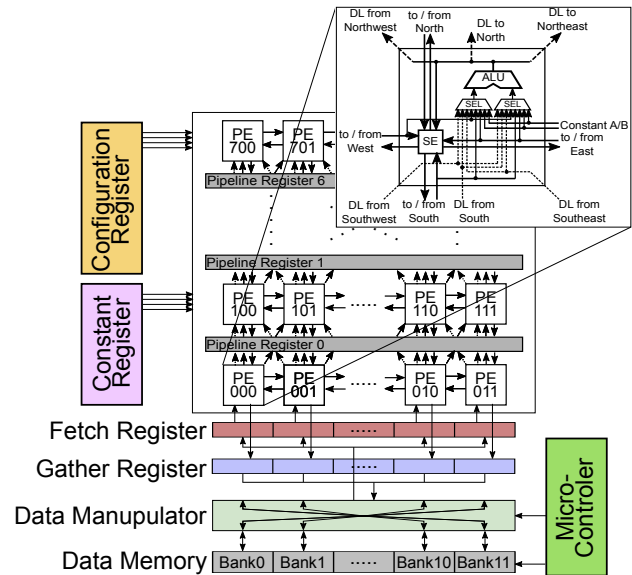 DL from
Northwest
to / from
North
DL to
North
DL to
Northeast
ALU
SEL
SEL
Constant A/B
to / from
West
SE
to / from
East
DL from
Southwest
to / from
South
DL from
South
DL from
Southeast
Configuration
Register
PE
700
PE
701
Pipeline Register 6
Constant
Register
Pipeline Register 1
PE
100
PE
101
.....
PE
110
PE
111
Pipeline Register 0
PE
000
PE
001
.....
PE
010
PE
011
Fetch Register
.....
Gather Register
.....
Data Manupulator
Micro-
Controler
Data Memory
Bank0
Bank1
.....
Bank10
Bank11